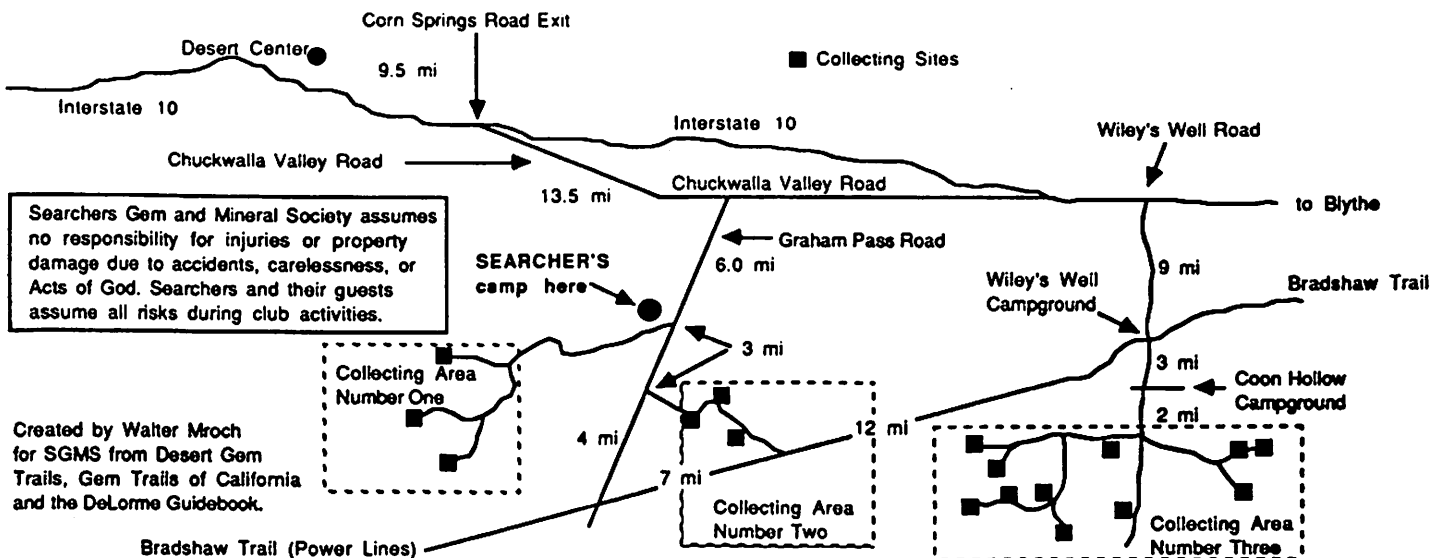 Corn Springs Road Exit
Desert Center
9.5 mi
Collecting Sites
Interstate 10
Interstate 10
Wiley's Well Road
Chuckwalla Valley Road
Chuckwalla Valley Road
13.5 mi
to Blythe
Searchers Gem and Mineral Society assumes
no responsibility for injuries or property
damage due to accidents, carelessness, or
Acts of God. Searchers and their guests
assume all risks during club activities.
Graham Pass Road
6.0 mi
SEARCHER'S
camp here
9 mi
Wiley's Well
Campground
Bradshaw Trail
3 mi
3 mi
Coon Hollow
Campground
2 mi
Collecting Area
Number One
12 mi
4 mi
7 mi
Created by Walter Mroch
for SGMS from Desert Gem
Trails, Gem Trails of California
and the DeLorme Guidebook.
Collecting Area
Number Two
Collecting Area
Number Three
Bradshaw Trail (Power Lines)